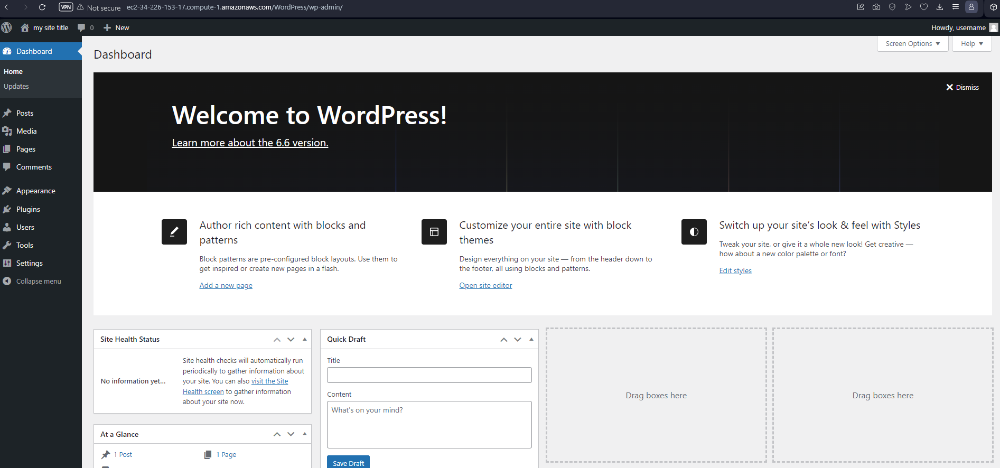 VPN Not secure ec2-34-226-153-17.compute-1.amazonaws.com/WordPress/wp-admin/
my site title 0 New Howdy, username
Dashboard
Home
Updates
Posts
Media
Pages
Comments
Appearance
Plugins
Users
Tools
Settings
Collapse menu
Screen Options Help
Dashboard
Dismiss
Welcome to WordPress!
Learn more about the 6.6 version.
Author rich content with blocks and
patterns
Block patterns are pre-configured block layouts. Use them to
get inspired or create new pages in a flash.
Add a new page
Customize your entire site with block
themes
Design everything on your site — from the header down to
the footer, all using blocks and patterns.
Open site editor
Switch up your site’s look & feel with Styles
Tweak your site, or give it a whole new look! Get creative —
how about a new color palette or font?
Edit styles
Site Health Status
No information yet...
Site health checks will automatically run
periodically to gather information about
your site. You can also visit the Site
Health screen to gather information
about your site now.
At a Glance
1 Post 1 Page
Quick Draft
Title
Content
What’s on your mind?
Save Draft
Drag boxes here
Drag boxes here